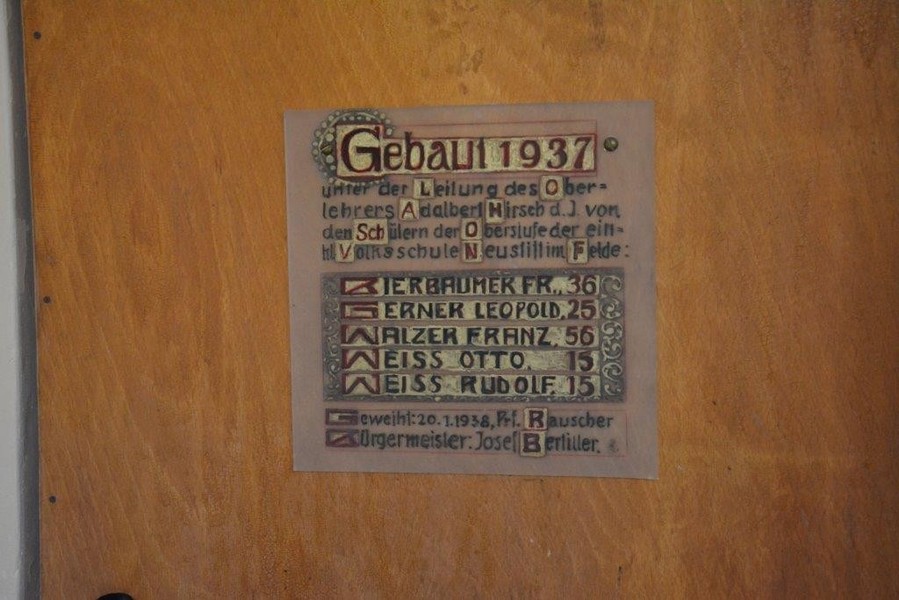 Gebaut 1937
unter der Leitung des Ober=
lehrers Adalbert Hirsch d. J. von
den Schülern der Oberstufe der ein=
kl. Volksschule Neustift im Felde:
BIERBAUMER FR., 36
GERNER LEOPOLD, 25
WALZER FRANZ, 56
WEISS OTTO, 15
WEISS RUDOLF, 15
Geweiht: 20.1.1938, Prf. Rauscher
Bürgermeister: Josef Bertiller.